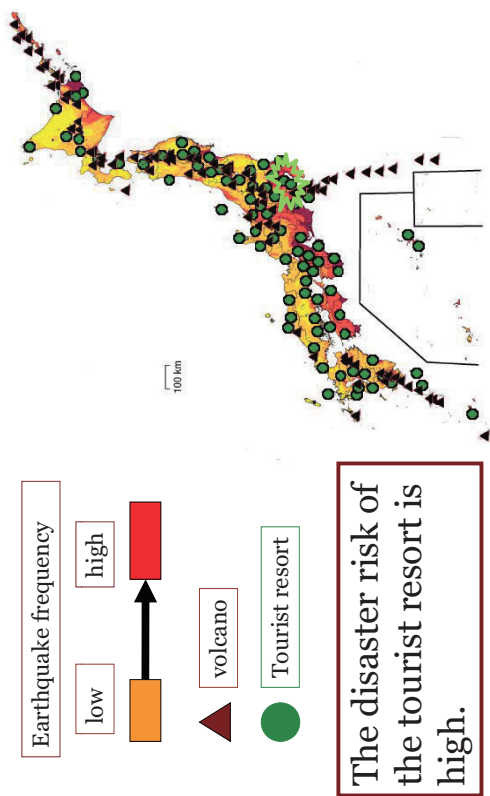 Earthquake frequency
low
high
volcano
Tourist resort
The disaster risk of
the tourist resort is
high.
100 km